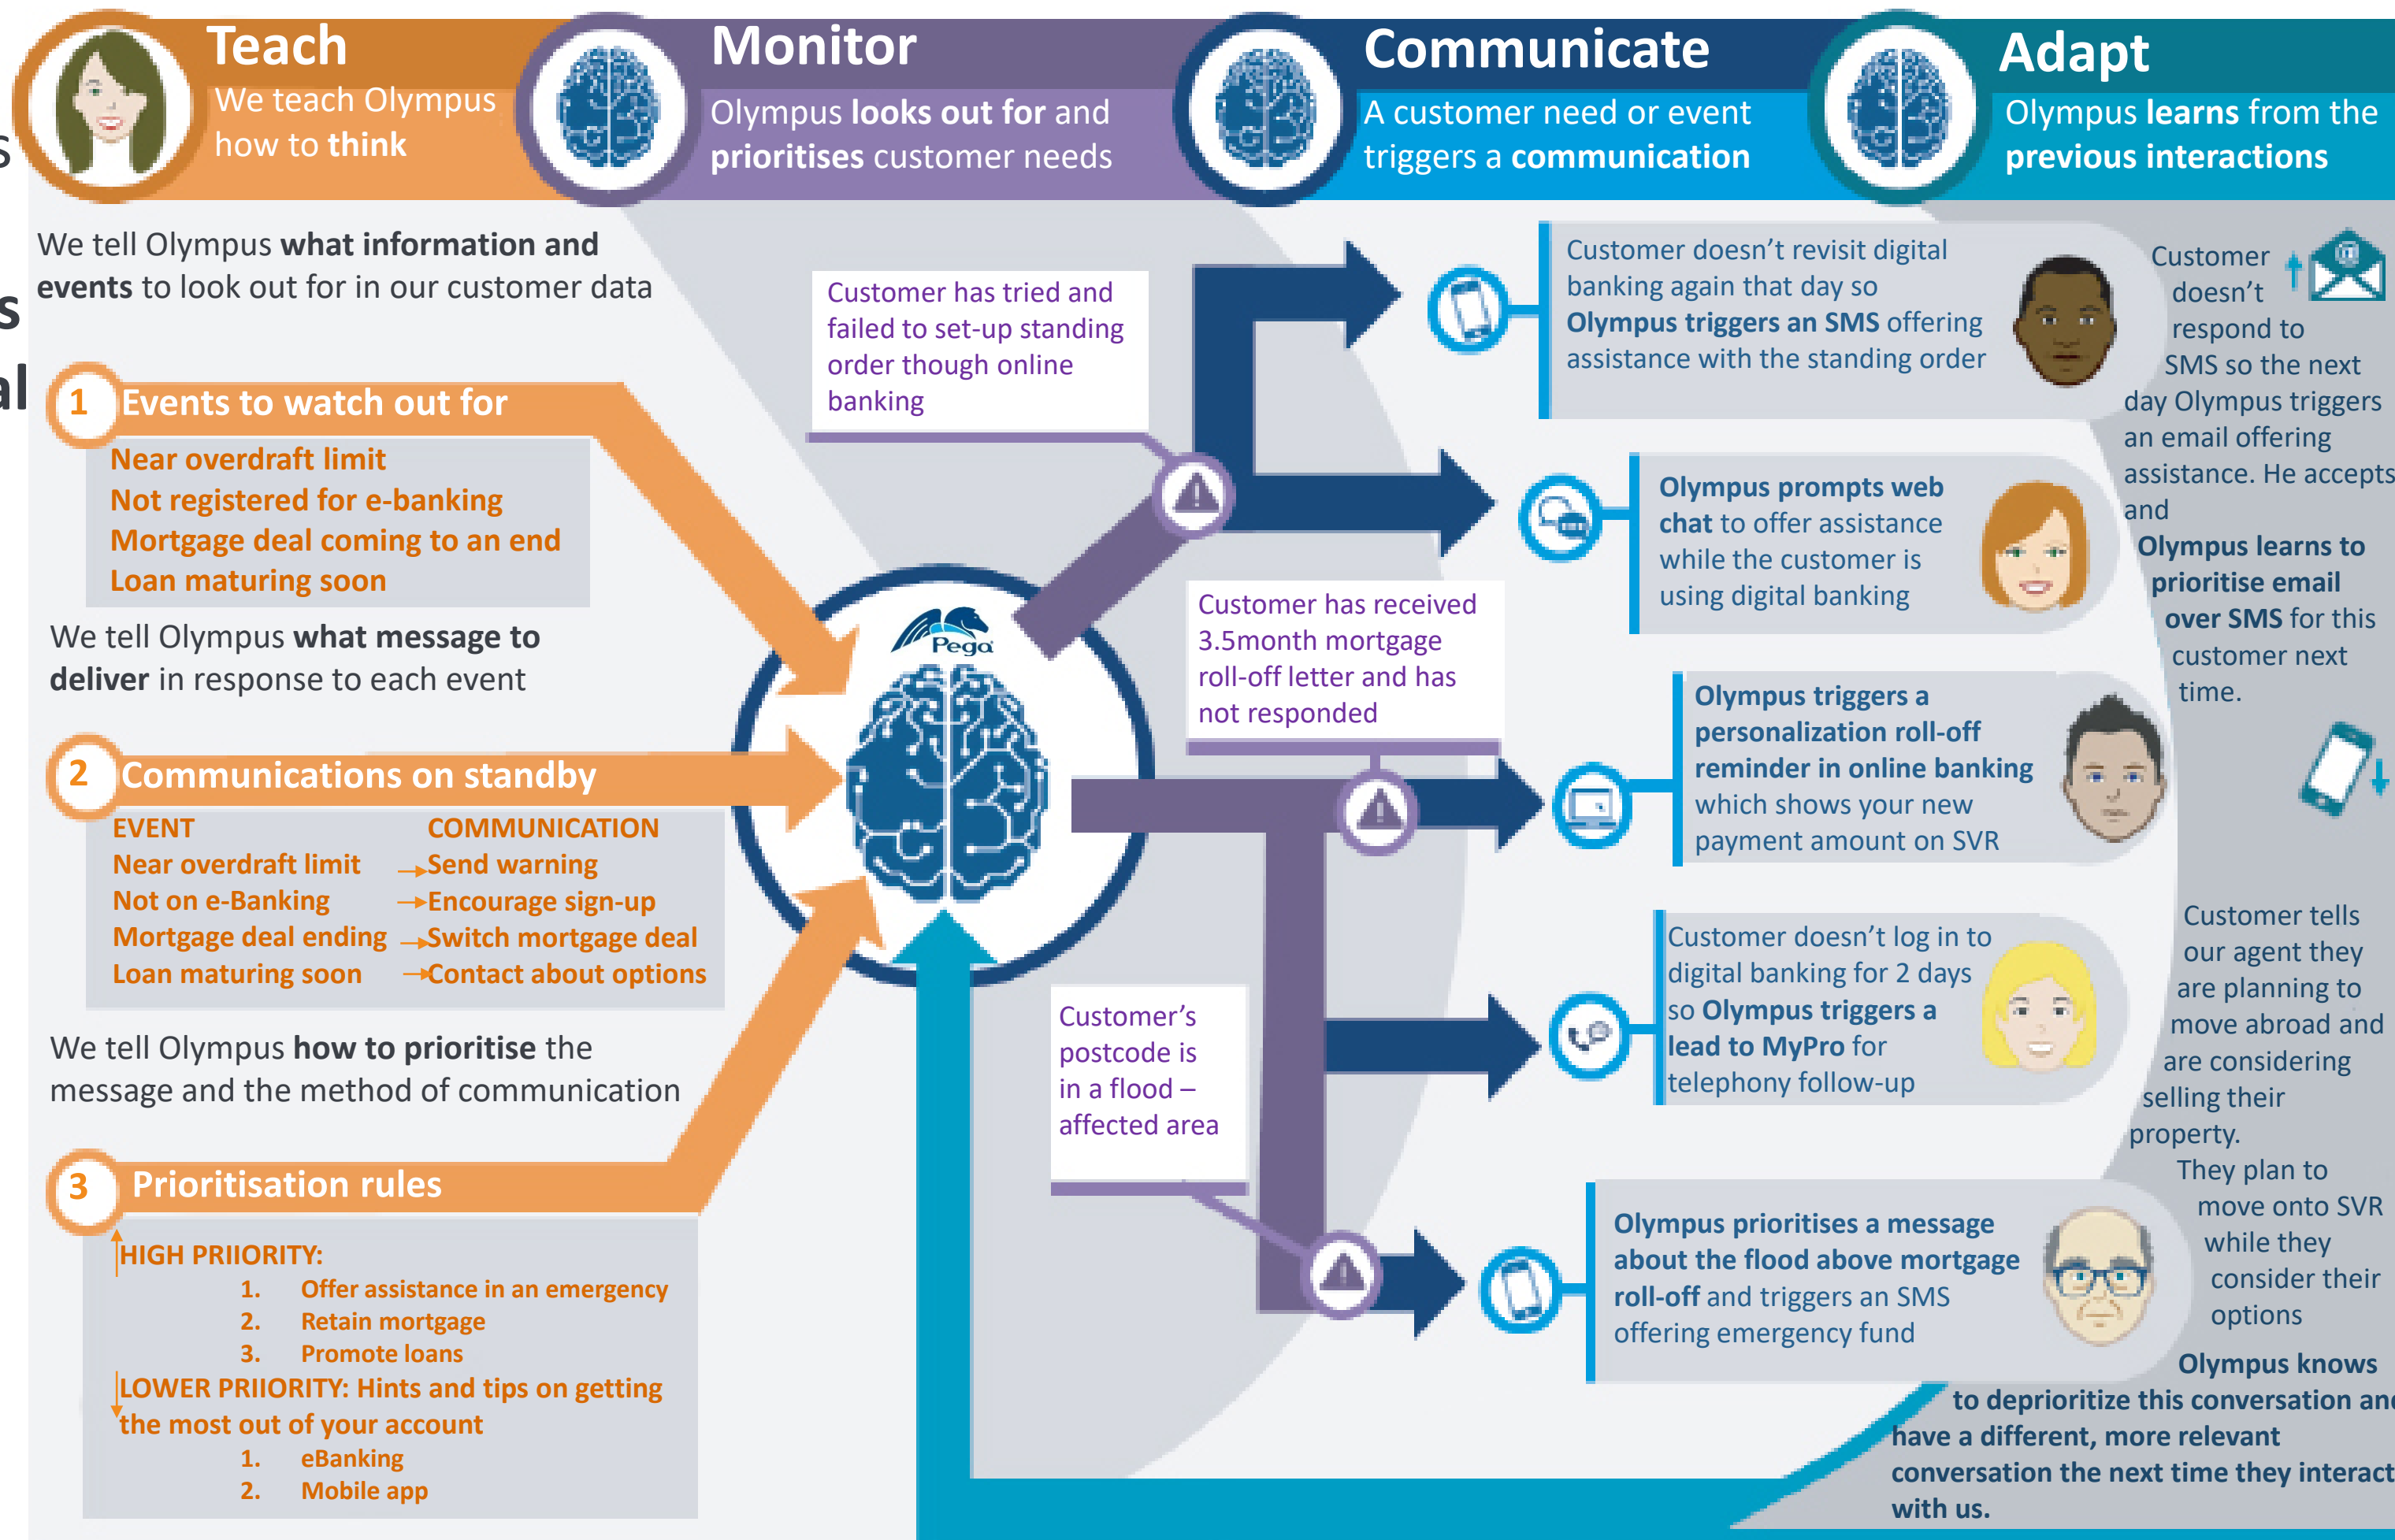 Teach
We teach Olympus
how to think
Monitor
Olympus looks out for and
prioritises customer needs
Communicate
A customer need or event
triggers a communication
Adapt
Olympus learns from the
previous interactions
s
s
al
We tell Olympus what information and
events to look out for in our customer data
1 Events to watch out for
Near overdraft limit
Not registered for e-banking
Mortgage deal coming to an end
Loan maturing soon
We tell Olympus what message to
deliver in response to each event
2 Communications on standby
EVENT COMMUNICATION
Near overdraft limit → Send warning
Not on e-Banking → Encourage sign-up
Mortgage deal ending → Switch mortgage deal
Loan maturing soon → Contact about options
We tell Olympus how to prioritise the
message and the method of communication
3 Prioritisation rules
HIGH PRIIORITY:
1. Offer assistance in an emergency
2. Retain mortgage
3. Promote loans
LOWER PRIIORITY: Hints and tips on getting
the most out of your account
1. eBanking
2. Mobile app
Pega
Customer has tried and
failed to set-up standing
order though online
banking
Customer has received
3.5month mortgage
roll-off letter and has
not responded
Customer's
postcode is
in a flood –
affected area
Customer doesn't revisit digital
banking again that day so
Olympus triggers an SMS offering
assistance with the standing order
Olympus prompts web
chat to offer assistance
while the customer is
using digital banking
Olympus triggers a
personalization roll-off
reminder in online banking
which shows your new
payment amount on SVR
Customer doesn't log in to
digital banking for 2 days
so Olympus triggers a
lead to MyPro for
telephony follow-up
Olympus prioritises a message
about the flood above mortgage
roll-off and triggers an SMS
offering emergency fund
@
Customer
doesn't
respond to
SMS so the next
day Olympus triggers
an email offering
assistance. He accepts
and
Olympus learns to
prioritise email
over SMS for this
customer next
time.
Customer tells
our agent they
are planning to
move abroad and
are considering
selling their
property.
They plan to
move onto SVR
while they
consider their
options
Olympus knows
to deprioritize this conversation and
have a different, more relevant
conversation the next time they interact
with us.